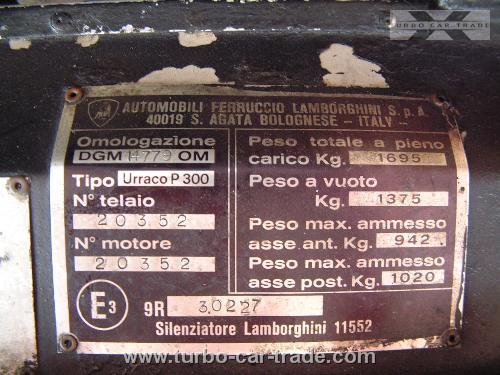 TURBO-CAR-TRADE
AUTOMOBILI FERRUCCIO LAMBORGHINI S.p.A.
40019 S. AGATA BOLOGNESE - ITALY -
Omologazione
DGM 14779 OM
Tipo Urraco P 300
N° telaio
20352
N° motore
20352
Peso totale a pieno
carico Kg. 1695
Peso a vuoto
Kg. 1375
Peso max. ammesso
asse.ant. Kg. 942
Peso max. ammesso
asse post. Kg. 1020
E3 9R 30227
Silenziatore Lamborghini 11552
www.turbo-car-trade.com